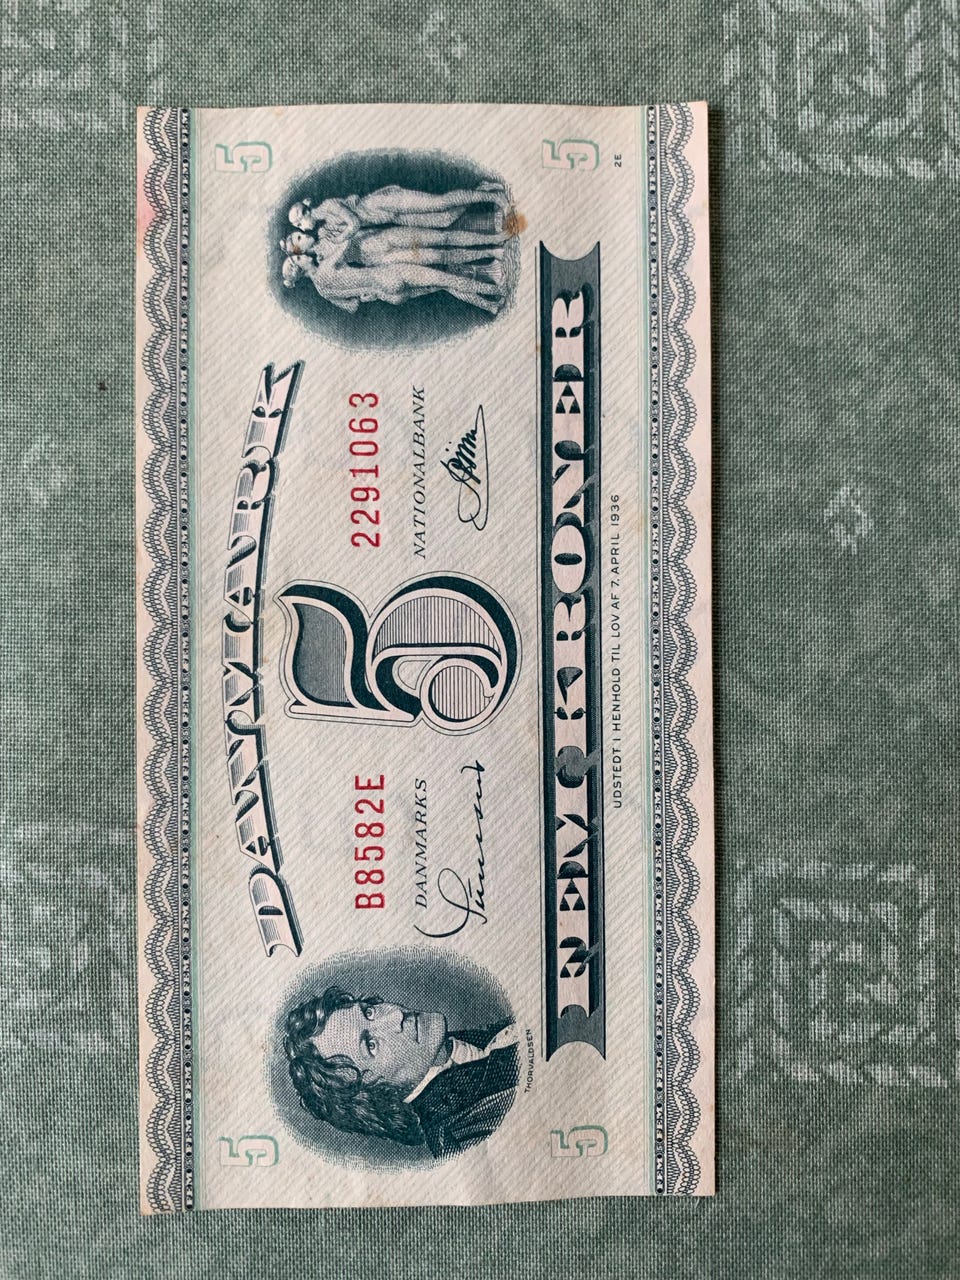 5 5
DANMARK
B8582E 2291063
5
(DANMARKS NATIONALBANK
THORVALDSEN
FEM KRONER
5 5
UDSTEDT I HENHOLD TIL LOV AF 7. APRIL 1936
2E